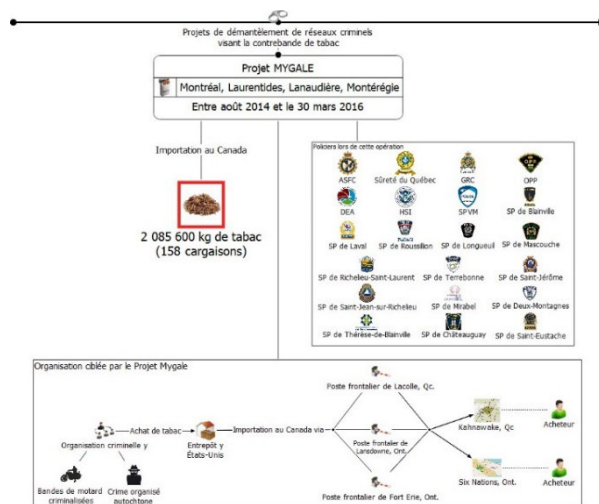 Projets de démantèlement de réseaux criminels
visant la contrebande de tabac
Projet MYGALE
Montréal, Laurentides, Lanaudière, Montérégie
Entre août 2014 et le 30 mars 2016
Importation au Canada
2 085 600 kg de tabac
(158 cargaisons)
Policiers lors de cette opération
ASFC
Sûreté du Québec
GRC
OPP
DEA
HSI
SPVM
SP de Blainville
SP de Laval
SP de Roussillon
SP de Longueuil
SP de Mascouche
SP de Richelieu-Saint-Laurent
SP de Terrebonne
SP de Saint-Jérôme
SP de Saint-Jean-sur-Richelieu
SP de Mirabel
SP de Deux-Montagnes
SP de Thérèse-de-Blainville
SP de Châteauguay
SP de Saint-Eustache
Organisation ciblée par le Projet Mygale
Organisation criminelle y
Achat de tabac
Entrepôt y
États-Unis
Importation au Canada via
Poste frontalier de Lacolle, Qc.
Poste frontalier de
Lansdowne, Ont.
Poste frontalier de Fort Erie, Ont.
Kahnawake, Qc
Acheteur
Six Nations, Ont.
Acheteur
Bandes de motard
criminalisées
Crime organisé
autochtone